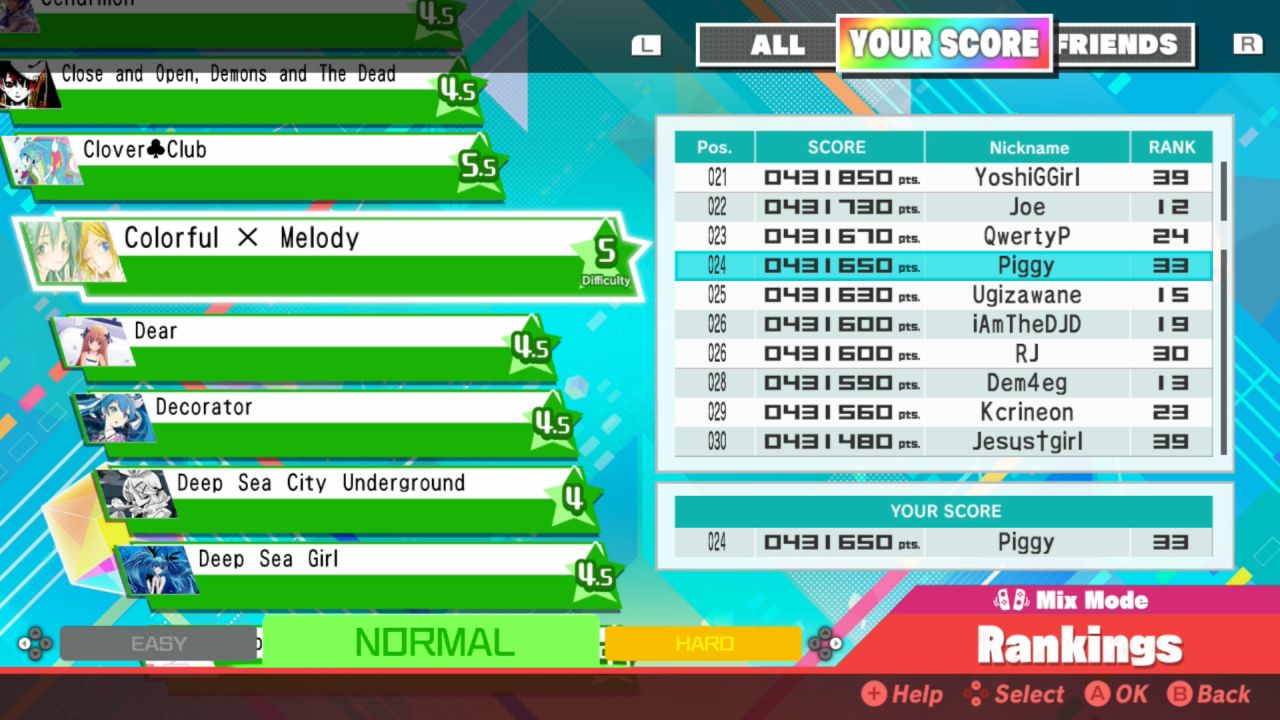 Cendrillon
4.5
Close and Open, Demons and The Dead
4.5
Clover♣Club
5.5
Colorful × Melody
5
Difficulty
Dear
4.5
Decorator
4.5
Deep Sea City Underground
4
Deep Sea Girl
4.5
EASY NORMAL HARD
L ALL YOUR SCORE FRIENDS R
Pos. SCORE Nickname RANK
021 0431850 pts. YoshiGGirl 39
022 0431730 pts. Joe 12
023 0431670 pts. QwertyP 24
024 0431650 pts. Piggy 33
025 0431630 pts. Ugizawane 15
026 0431600 pts. iAmTheDJD 19
026 0431600 pts. RJ 30
028 0431590 pts. Dem4eg 13
029 0431560 pts. Kcrineon 23
030 0431480 pts. Jesus†girl 39
YOUR SCORE
024 0431650 pts. Piggy 33
Mix Mode
Rankings
+ Help Select A OK B Back